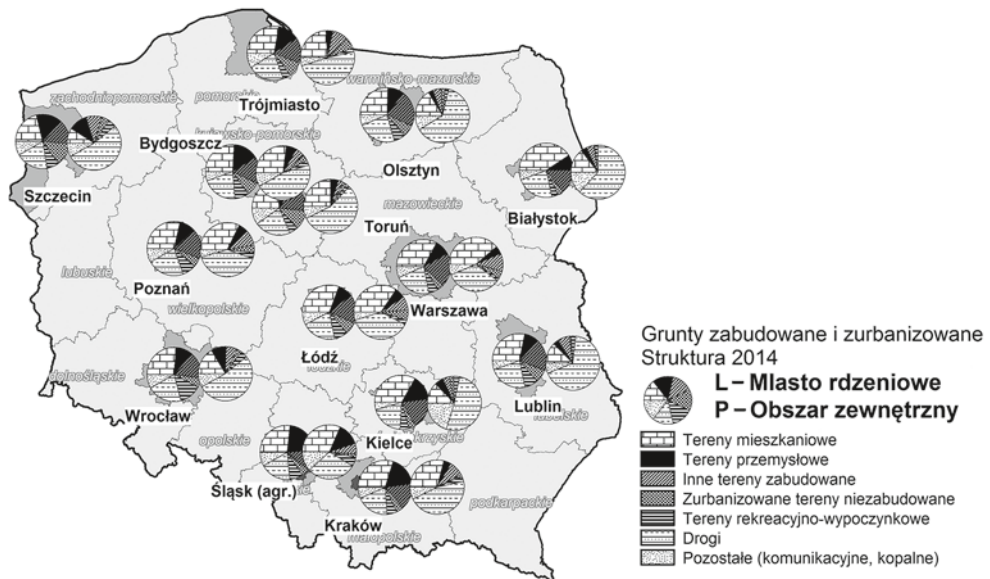 zachodniopomorskie
pomorskie
Trójmiasto
warmińsko-mazurskie
Bydgoszcz
kujawsko-pomorskie
Olsztyn
Szczecin
mazowieckie
Toruń
Białystok
lubuskie
Poznań
wielkopolskie
Warszawa
Łódź
łódzkie
dolnośląskie
Wrocław
Lublin
lubelskie
opolskie
Kielce
Śląsk (agr.)
Kraków
małopolskie
podkarpackie
Grunty zabudowane i zurbanizowane
Struktura 2014
L – Miasto rdzeniowe
P – Obszar zewnętrzny
Tereny mieszkaniowe
Tereny przemysłowe
Inne tereny zabudowane
Zurbanizowane tereny niezabudowane
Tereny rekreacyjno-wypoczynkowe
Drogi
Pozostałe (komunikacyjne, kopalne)